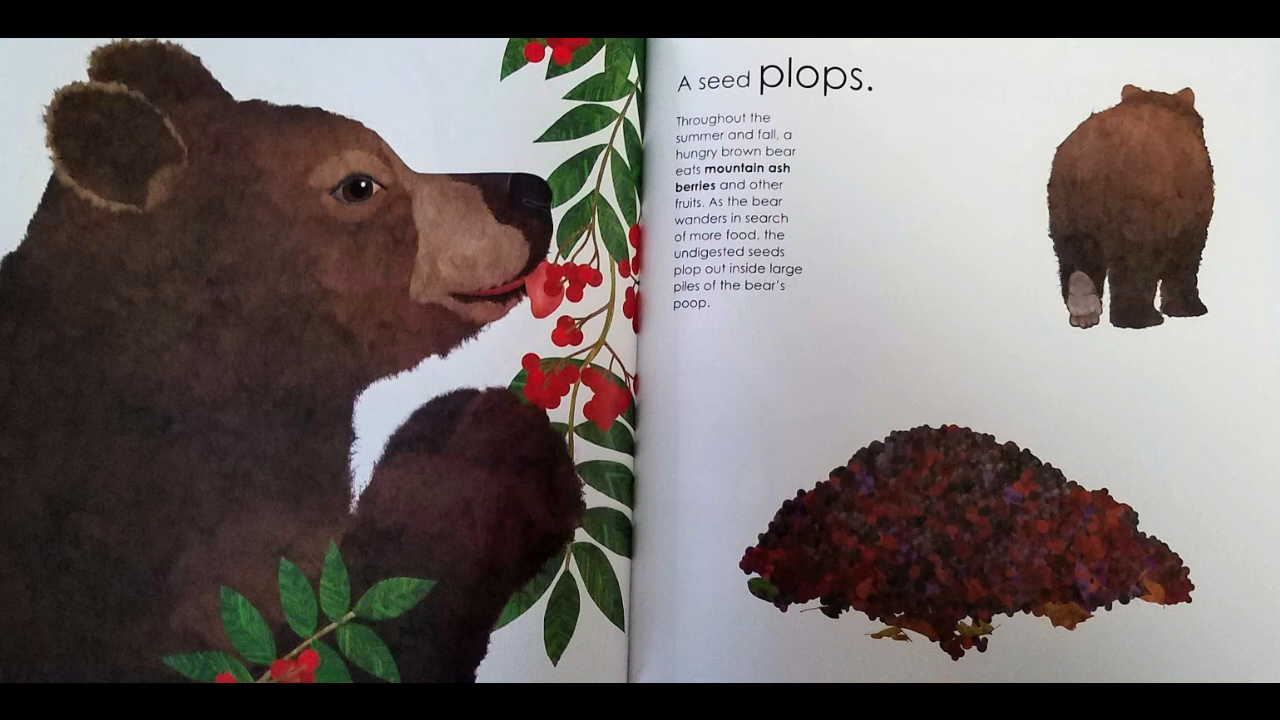 A seed plops.
Throughout the
summer and fall, a
hungry brown bear
eats mountain ash
berries and other
fruits. As the bear
wanders in search
of more food, the
undigested seeds
plop out inside large
piles of the bear's
poop.